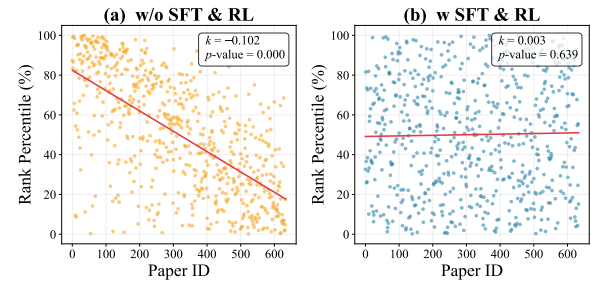 (a) w/o SFT & RL
k = −0.102
p-value = 0.000
100
80
60
40
20
0
Rank Percentile (%)
0 100 200 300 400 500 600
Paper ID
(b) w SFT & RL
k = 0.003
p-value = 0.639
100
80
60
40
20
0
Rank Percentile (%)
0 100 200 300 400 500 600
Paper ID